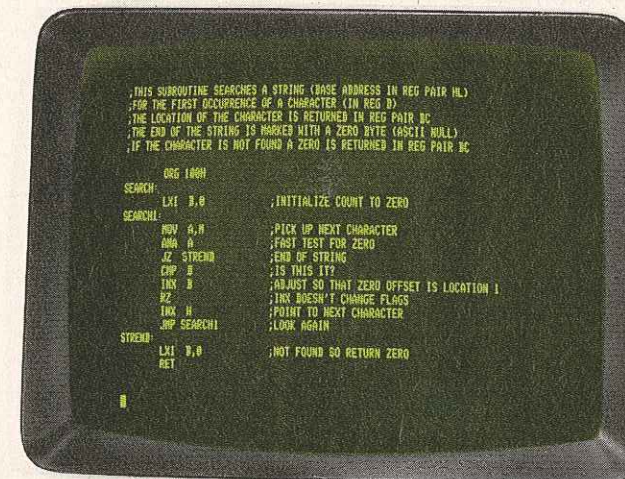 ;THIS SUBROUTINE SEARCHES A STRING (BASE ADDRESS IN REG PAIR HL)
;FOR THE FIRST OCCURRENCE OF A CHARACTER (IN REG D)
;THE LOCATION OF THE CHARACTER IS RETURNED IN REG PAIR BC
;THE END OF THE STRING IS MARKED WITH A ZERO BYTE (ASCII NULL)
;IF THE CHARACTER IS NOT FOUND A ZERO IS RETURNED IN REG PAIR BC
ORG 100H
SEARCH:
LXI B,0 ;INITIALIZE COUNT TO ZERO
SEARCH1:
MOV A,M ;PICK UP NEXT CHARACTER
ANA A ;FAST TEST FOR ZERO
JZ STREND ;END OF STRING
CMP D ;IS THIS IT?
INX B ;ADJUST SO THAT ZERO OFFSET IS LOCATION 1
RZ ;INX DOESN'T CHANGE FLAGS
INX H ;POINT TO NEXT CHARACTER
JMP SEARCH1 ;LOOK AGAIN
STREND:
LXI B,0 ;NOT FOUND SO RETURN ZERO
RET